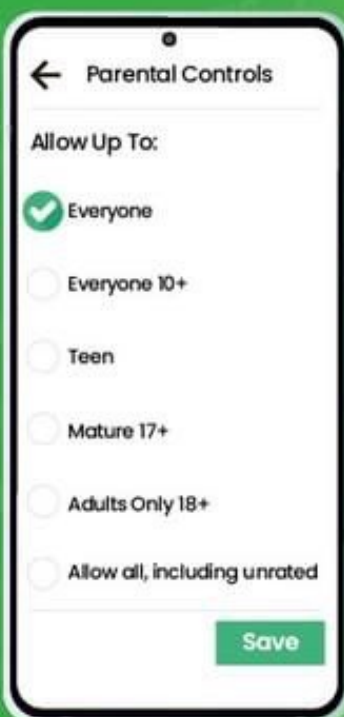 Parental Controls
Allow Up To:
Everyone
Everyone 10+
Teen
Mature 17+
Adults Only 18+
Allow all, including unrated
Save